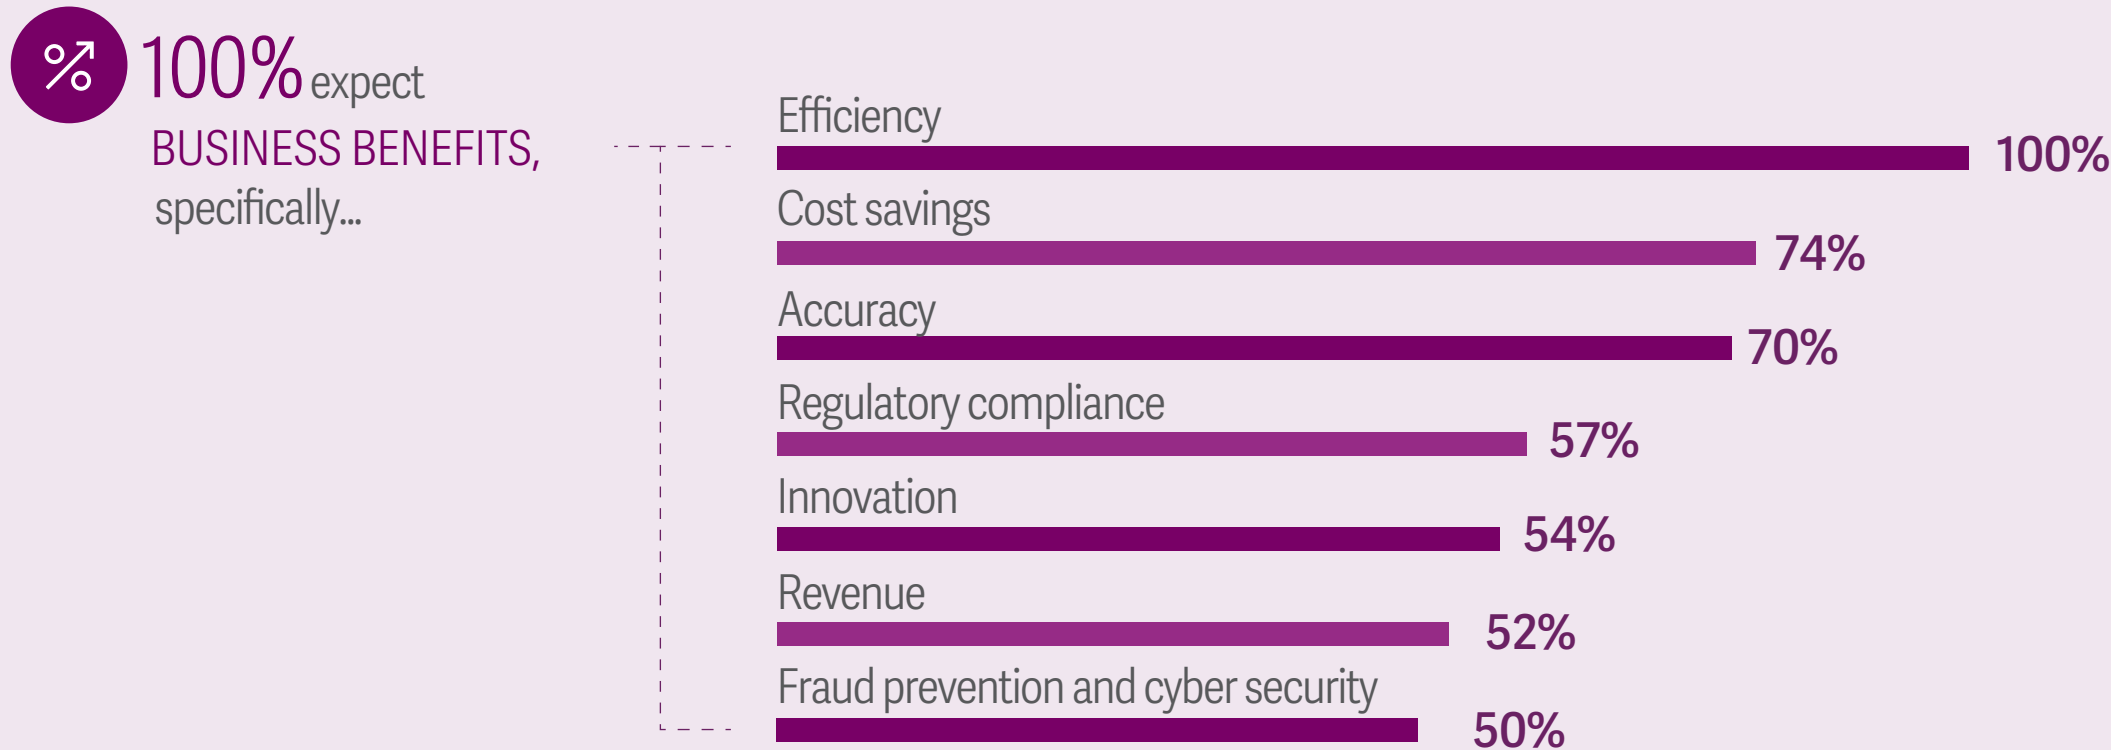 100% expect
BUSINESS BENEFITS,
specifically...
Efficiency
100%
Cost savings
74%
Accuracy
70%
Regulatory compliance
57%
Innovation
54%
Revenue
52%
Fraud prevention and cyber security
50%